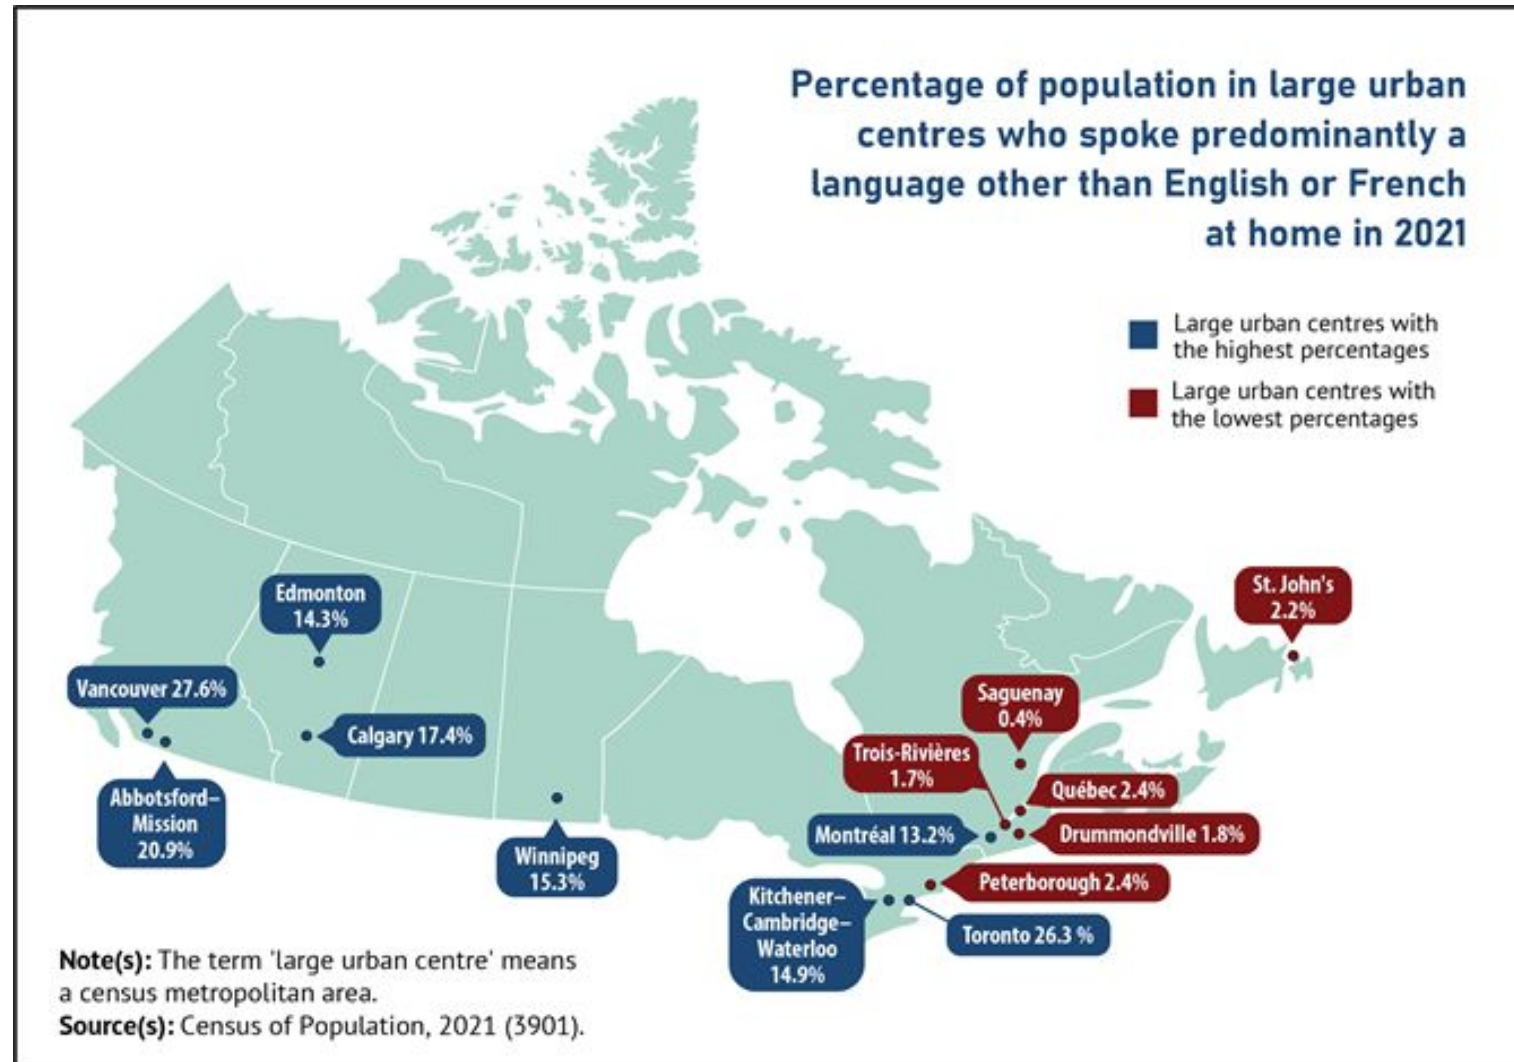 Percentage of population in large urban
centres who spoke predominantly a
language other than English or French
at home in 2021
Large urban centres with
the highest percentages
Large urban centres with
the lowest percentages
Edmonton
14.3%
St. John's
2.2%
Vancouver 27.6%
Saguenay
0.4%
Calgary 17.4%
Trois-Rivières
1.7%
Québec 2.4%
Abbotsford–
Mission
20.9%
Montréal 13.2%
Drummondville 1.8%
Winnipeg
15.3%
Peterborough 2.4%
Kitchener–
Cambridge–
Waterloo
14.9%
Toronto 26.3 %
Note(s): The term 'large urban centre' means
a census metropolitan area.
Source(s): Census of Population, 2021 (3901).